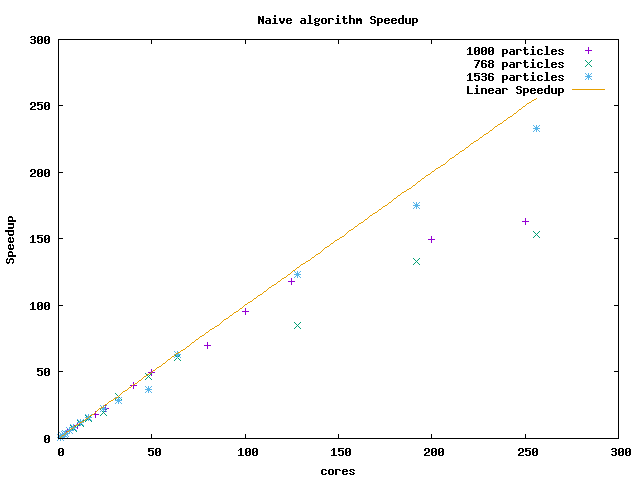 Naive algorithm Speedup
300
250
200
150
100
50
0
Speedup
1000 particles
768 particles
1536 particles
Linear Speedup
0 50 100 150 200 250 300
cores